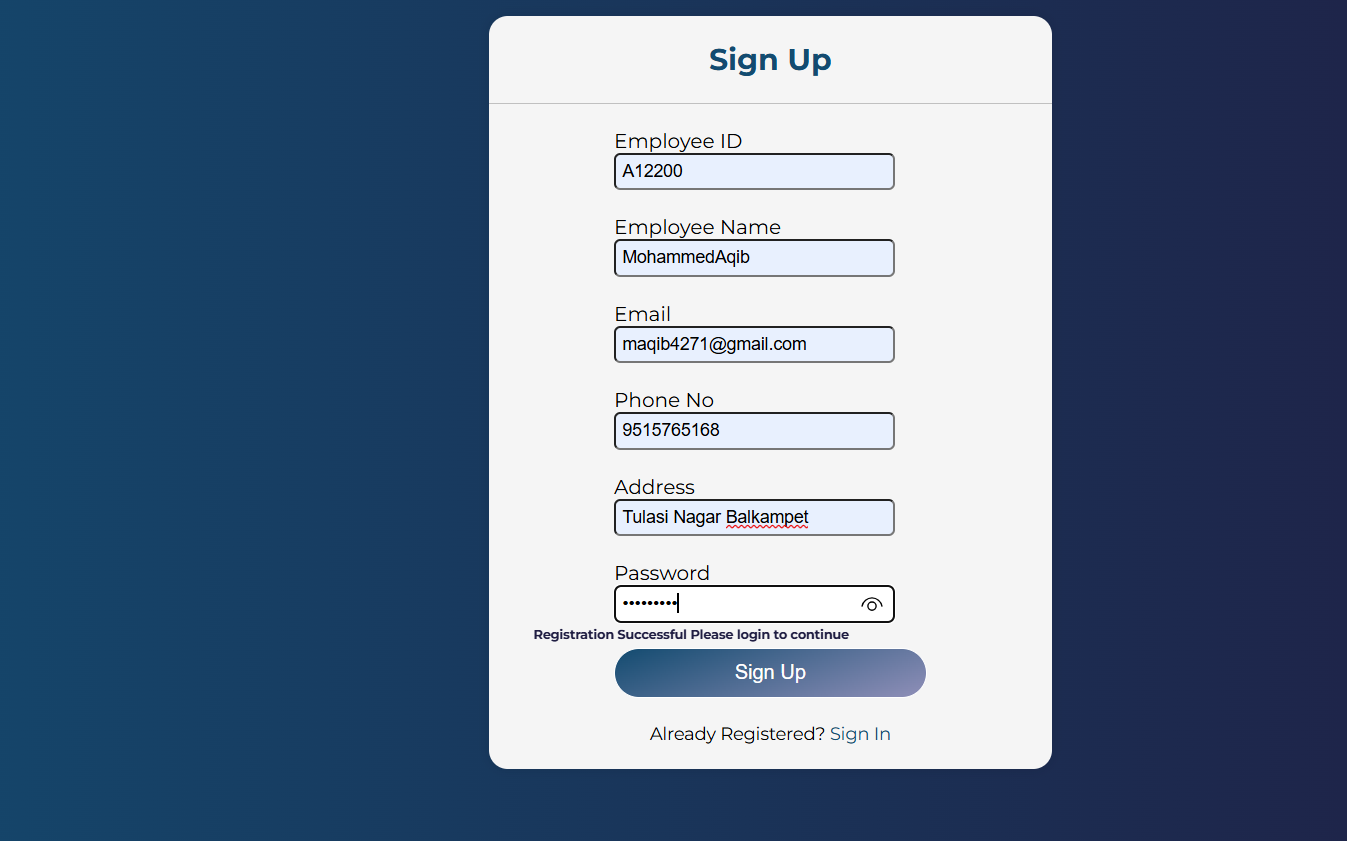 Sign Up
Employee ID
A12200
Employee Name
MohammedAqib
Email
maqib4271@gmail.com
Phone No
9515765168
Address
Tulasi Nagar Balkampet
Password
•••••••••
Registration Successful Please login to continue
Sign Up
Already Registered? Sign In